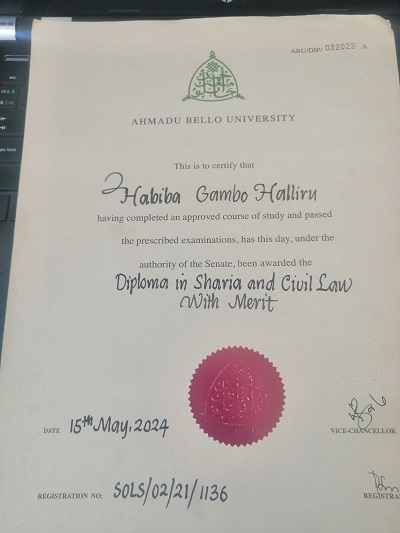 ABU/DIP/ 032022 A
AHMADU BELLO UNIVERSITY
This is to certify that
Habiba Gambo Halliru
having completed an approved course of study and passed
the prescribed examinations, has this day, under the
authority of the Senate, been awarded the
Diploma in Sharia and Civil Law
With Merit
DATE 15th May, 2024
VICE-CHANCELLOR
REGISTRATION NO: SOLS/02/21/1136
REGISTRA